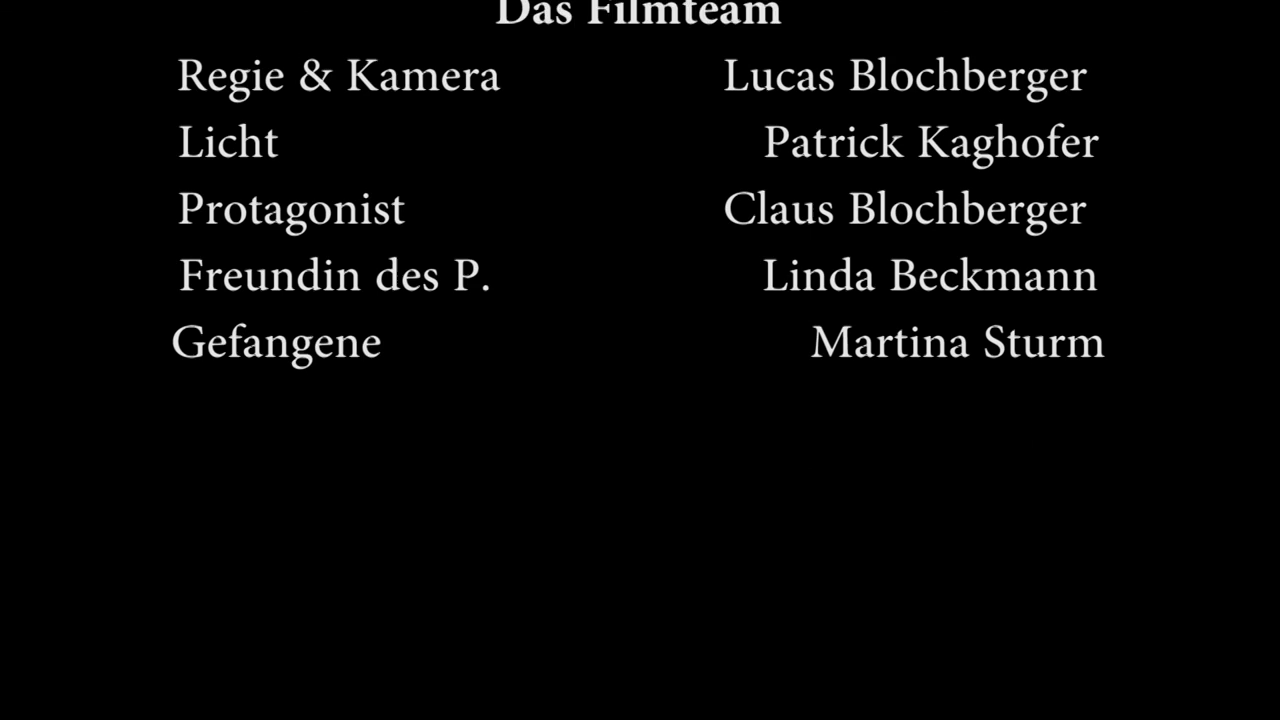 Das Filmteam
Regie & Kamera Lucas Blochberger
Licht Patrick Kaghofer
Protagonist Claus Blochberger
Freundin des P. Linda Beckmann
Gefangene Martina Sturm